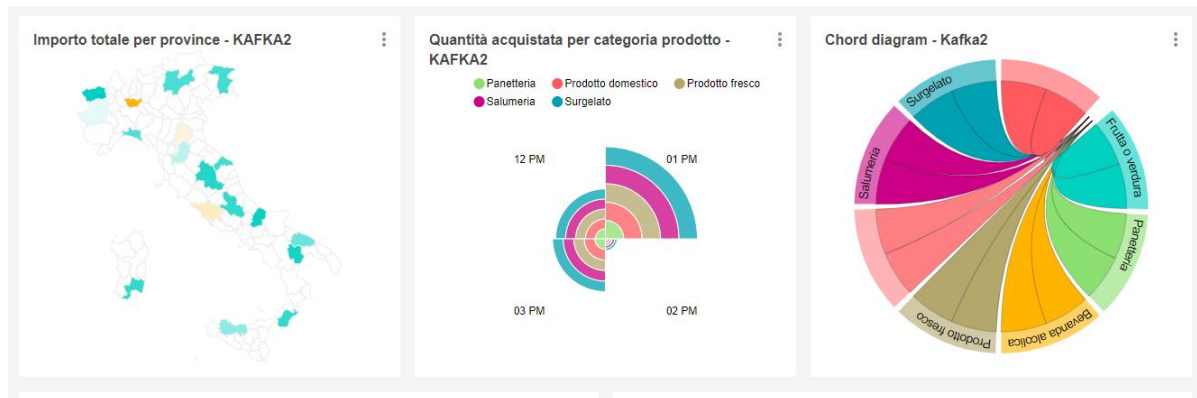 Importo totale per province - KAFKA2
Quantità acquistata per categoria prodotto -
KAFKA2
Panetteria Prodotto domestico Prodotto fresco
Salumeria Surgelato
12 PM 01 PM
03 PM 02 PM
Chord diagram - Kafka2
Surgelato
Frutta o verdura
Salumeria
Panetteria
Prodotto fresco
Bevanda alcolica